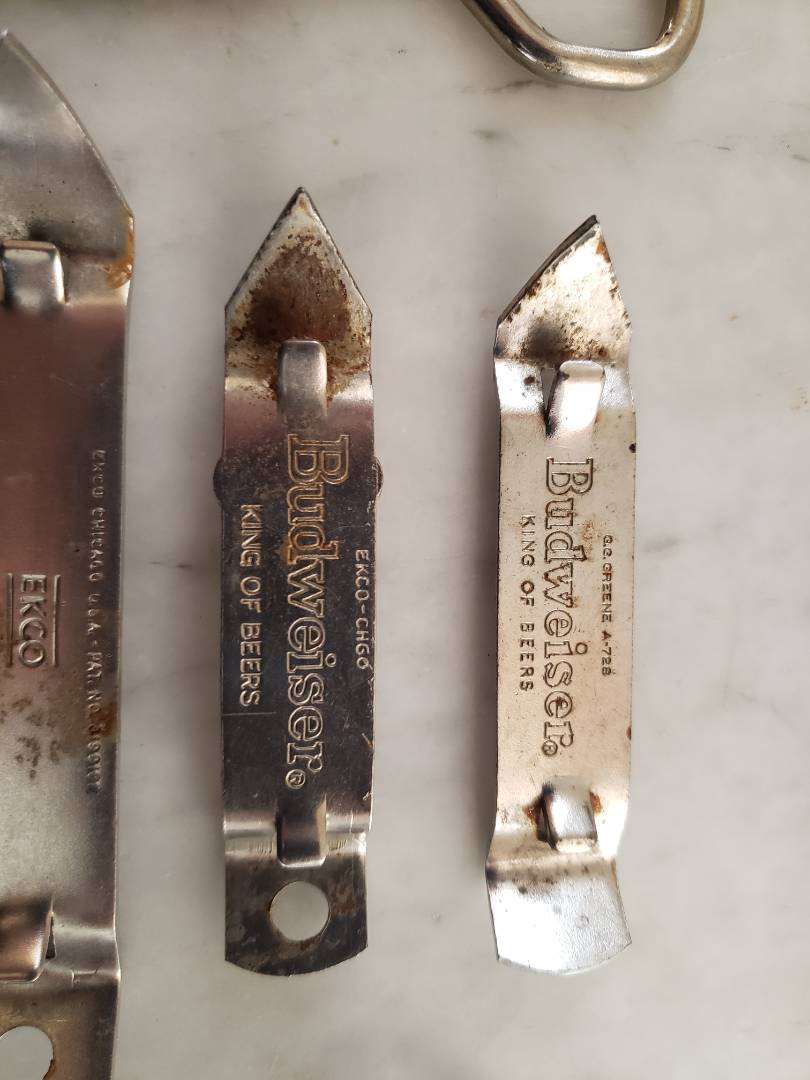 EKCO CHICAGO U.S.A. - PAT. NO.
EKCO
EKCO-CHGO
Budweiser®
KING OF BEERS
G.G. GREENE A-728
Budweiser®
KING OF BEERS